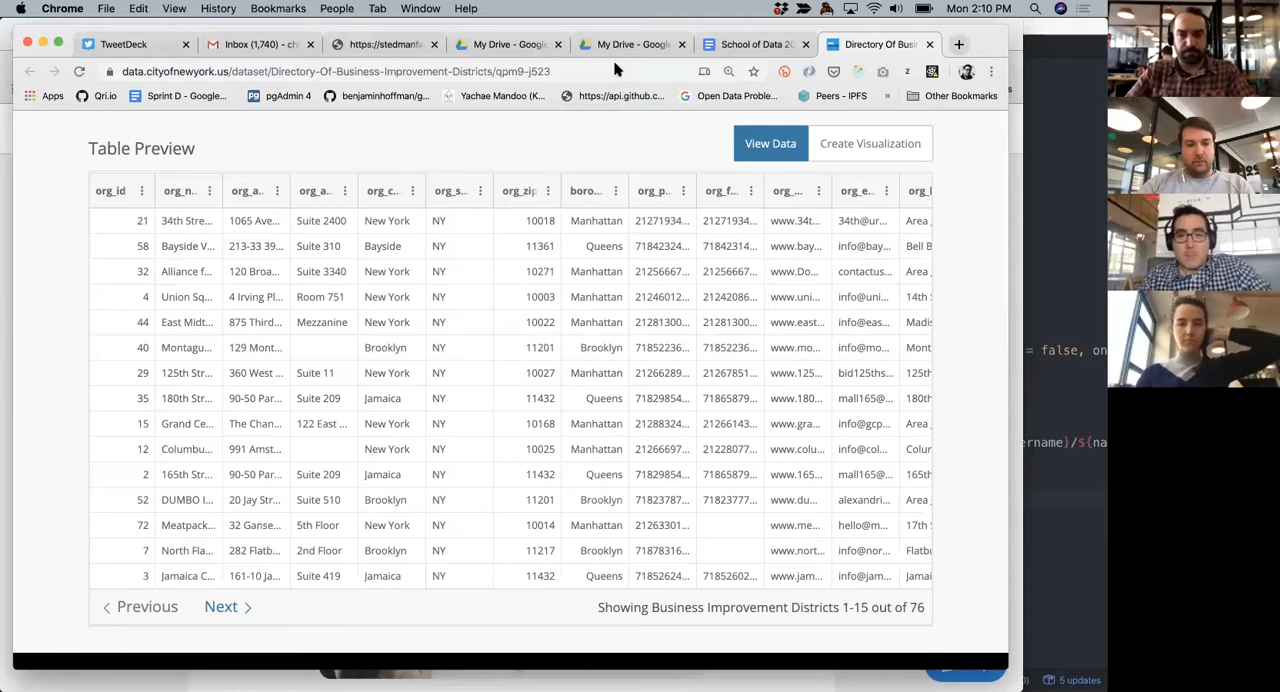 Chrome File Edit View History Bookmarks People Tab Window Help Mon 2:10 PM
TweetDeck × Inbox (1,740) - ch × https://stedmanfa × My Drive - Google × My Drive - Google × School of Data 20 × Directory Of Busin × +
data.cityofnewyork.us/dataset/Directory-Of-Business-Improvement-Districts/qpm9-j523
Apps Qri.io Sprint D - Google... pgAdmin 4 benjaminhoffman/g... Yachae Mandoo (K... https://api.github.c... Open Data Proble... Peers - IPFS » Other Bookmarks
Table Preview View Data Create Visualization
org_id org_n... org_a... org_a... org_c... org_s... org_zip boro... org_p... org_f... org_... org_e... org_l
21 34th Stre... 1065 Ave... Suite 2400 New York NY 10018 Manhattan 21271934... 21271934... www.34t... 34th@ur... Area
58 Bayside V... 213-33 39... Suite 310 Bayside NY 11361 Queens 71842324... 71842314... www.bay... info@bay... Bell B
32 Alliance f... 120 Broa... Suite 3340 New York NY 10271 Manhattan 21256667... 21256667... www.Do... contactus... Area
4 Union Sq... 4 Irving Pl... Room 751 New York NY 10003 Manhattan 21246012... 21242086... www.uni... info@uni... 14th
44 East Midt... 875 Third... Mezzanine New York NY 10022 Manhattan 21281300... 21281300... www.east... info@eas... Madis
40 Montagu... 129 Mont... Brooklyn NY 11201 Brooklyn 71852236... 71852236... www.mo... info@mo... Mont
29 125th Str... 360 West ... Suite 11 New York NY 10027 Manhattan 21266289... 21267851... www.125... bid125ths... 125th
35 180th Str... 90-50 Par... Suite 209 Jamaica NY 11432 Queens 71829854... 71865879... www.180... mall165@... 180th
15 Grand Ce... The Chan... 122 East ... New York NY 10168 Manhattan 21288324... 21266143... www.gra... info@gcp... Area
12 Columbu... 991 Amst... New York NY 10025 Manhattan 21266697... 21228077... www.colu... info@col... Colur
2 165th Str... 90-50 Par... Suite 209 Jamaica NY 11432 Queens 71829854... 71865879... www.165... mall165@... 165th
52 DUMBO I... 20 Jay Str... Suite 510 Brooklyn NY 11201 Brooklyn 71823787... 71823777... www.du... alexandri... Area
72 Meatpack... 32 Ganse... 5th Floor New York NY 10014 Manhattan 21263301... www.me... hello@m... 17th S
7 North Fla... 282 Flatb... 2nd Floor Brooklyn NY 11217 Brooklyn 71878316... www.nort... info@nor... Flatbu
3 Jamaica C... 161-10 Ja... Suite 419 Jamaica NY 11432 Queens 71852624... 71852602... www.jam... info@jam... Jamai
Previous Next Showing Business Improvement Districts 1-15 out of 76
= false, on
ername}/${na
5 updates